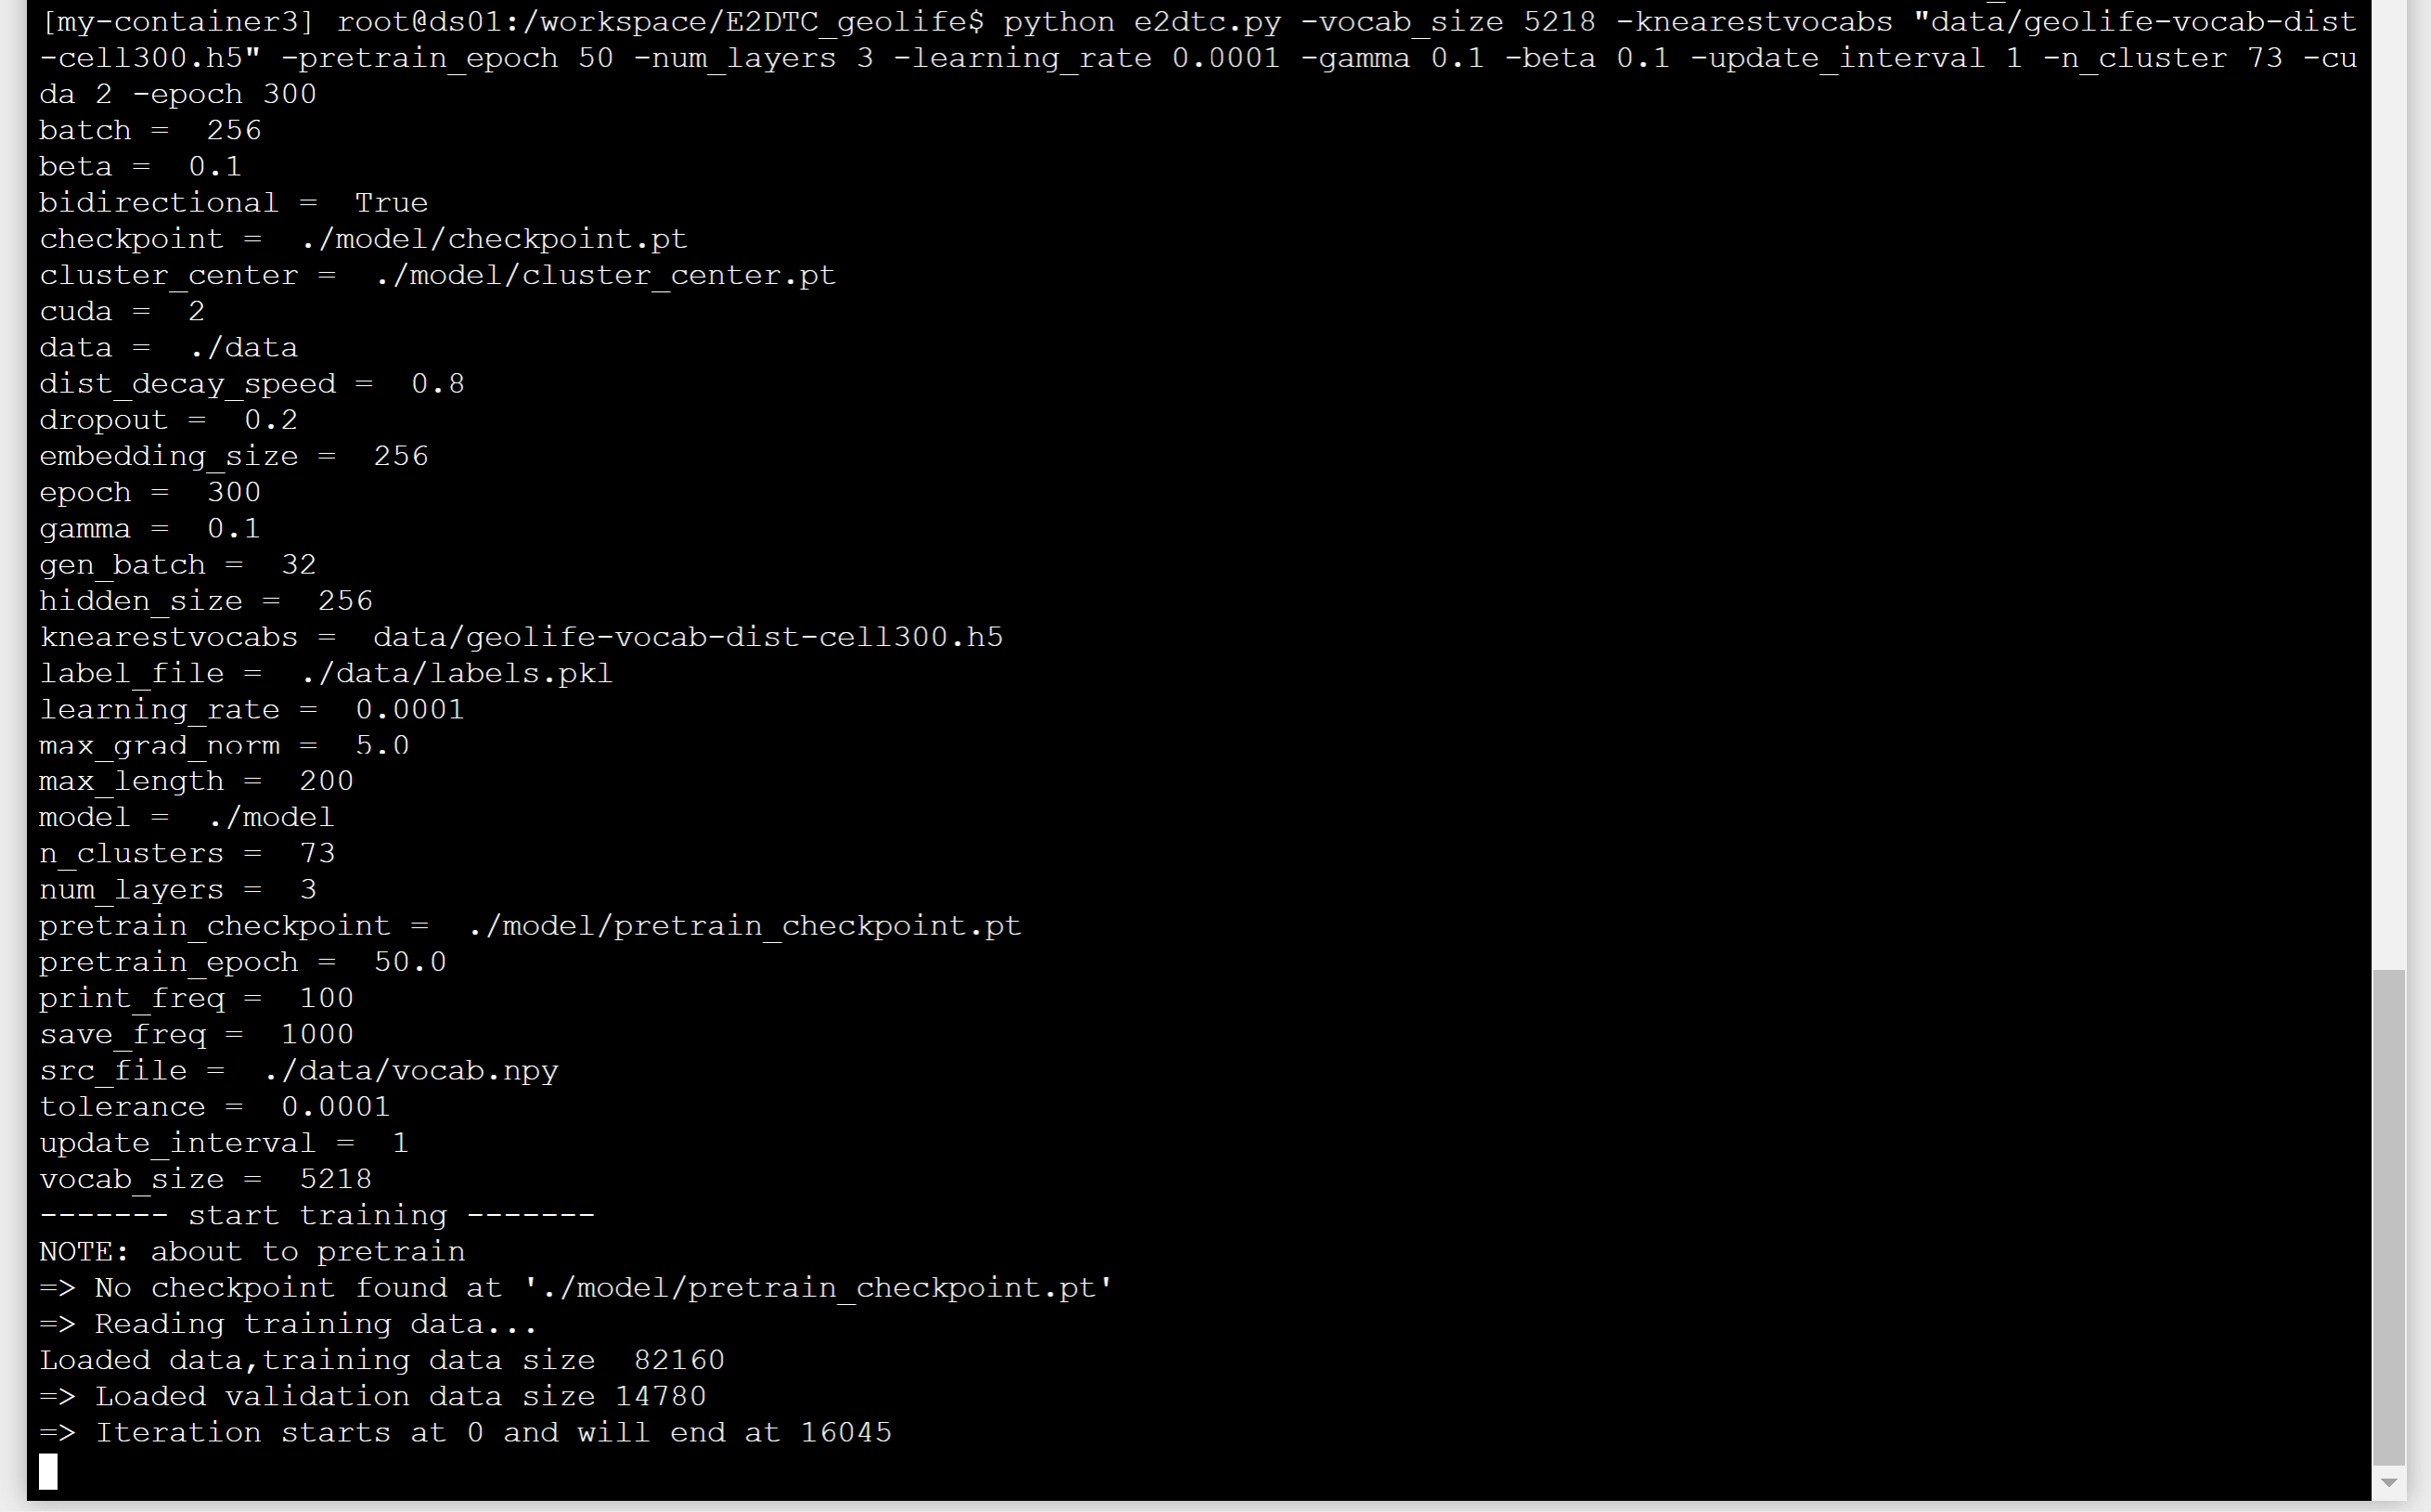 [my-container3] root@ds01:/workspace/E2DTC_geolife$ python e2dtc.py -vocab_size 5218 -knearestvocabs "data/geolife-vocab-dist
-cell300.h5" -pretrain_epoch 50 -num_layers 3 -learning_rate 0.0001 -gamma 0.1 -beta 0.1 -update_interval 1 -n_cluster 73 -cu
da 2 -epoch 300
batch =  256
beta =  0.1
bidirectional =  True
checkpoint =  ./model/checkpoint.pt
cluster_center =  ./model/cluster_center.pt
cuda =  2
data =  ./data
dist_decay_speed =  0.8
dropout =  0.2
embedding_size =  256
epoch =  300
gamma =  0.1
gen_batch =  32
hidden_size =  256
knearestvocabs =  data/geolife-vocab-dist-cell300.h5
label_file =  ./data/labels.pkl
learning_rate =  0.0001
max_grad_norm =  5.0
max_length =  200
model =  ./model
n_clusters =  73
num_layers =  3
pretrain_checkpoint =  ./model/pretrain_checkpoint.pt
pretrain_epoch =  50.0
print_freq =  100
save_freq =  1000
src_file =  ./data/vocab.npy
tolerance =  0.0001
update_interval =  1
vocab_size =  5218
------- start training -------
NOTE: about to pretrain
=> No checkpoint found at './model/pretrain_checkpoint.pt'
=> Reading training data...
Loaded data,training data size  82160
=> Loaded validation data size 14780
=> Iteration starts at 0 and will end at 16045